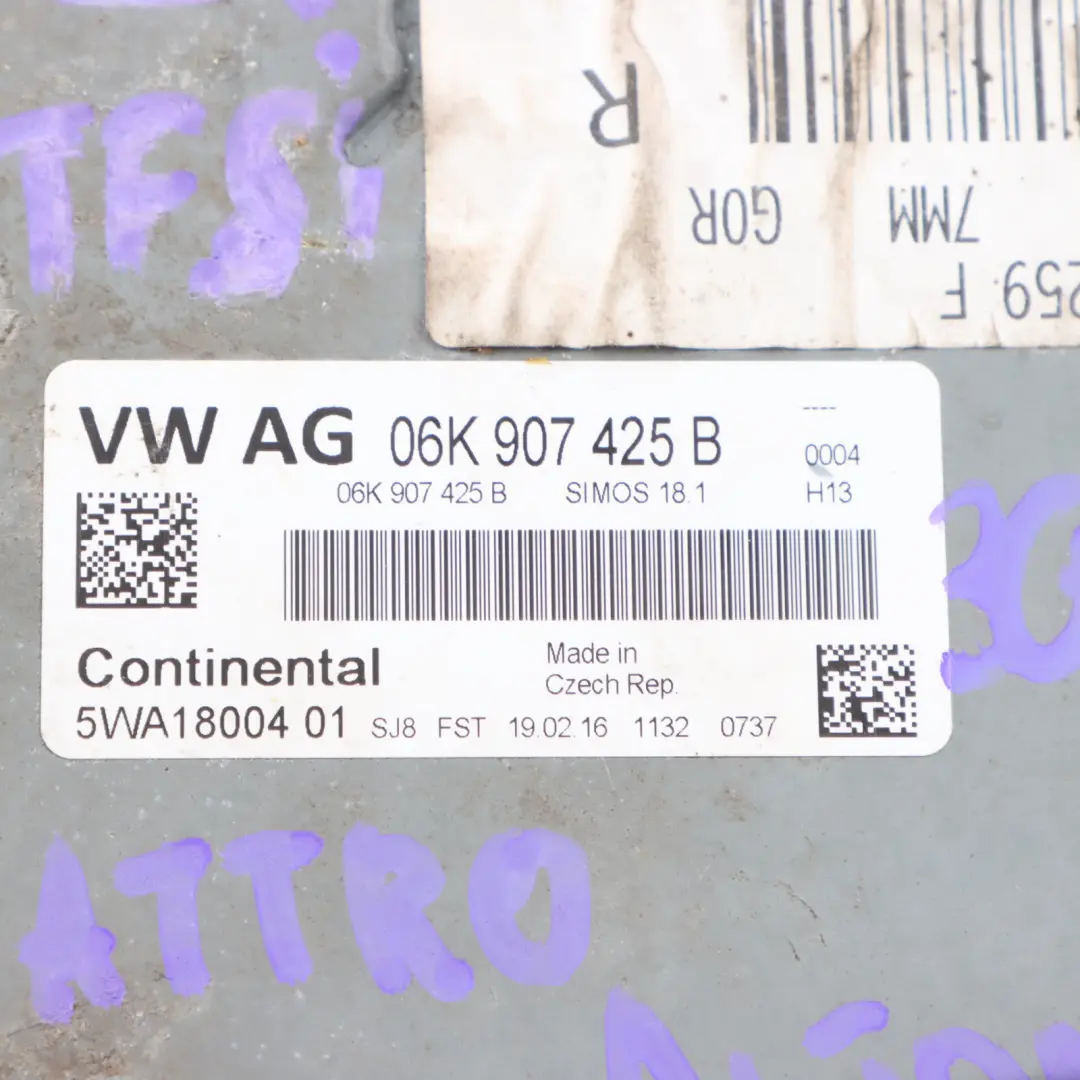 TFSi
R
GOR 7MM
259 F
VW AG 06K 907 425 B
----
0004
06K 907 425 B SIMOS 18.1 H13
Continental
Made in
Czech Rep.
5WA18004 01 SJ8 FST 19.02.16 1132 0737
ATTRO